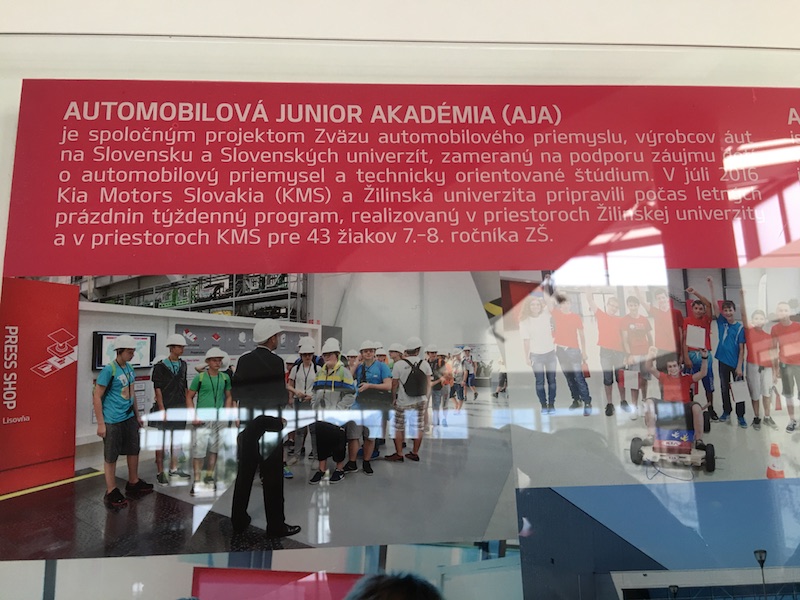 AUTOMOBILOVÁ JUNIOR AKADÉMIA (AJA)
je spoločným projektom Zväzu automobilového priemyslu, výrobcov áut
na Slovensku a Slovenských univerzít, zameraný na podporu záujmu detí
o automobilový priemysel a technicky orientované štúdium. V júli 2016
Kia Motors Slovakia (KMS) a Žilinská univerzita pripravili počas letných
prázdnin týždenný program, realizovaný v priestoroch Žilinskej univerzity
a v priestoroch KMS pre 43 žiakov 7.-8. ročníka ZŠ.
PRESS SHOP
Lisovňa